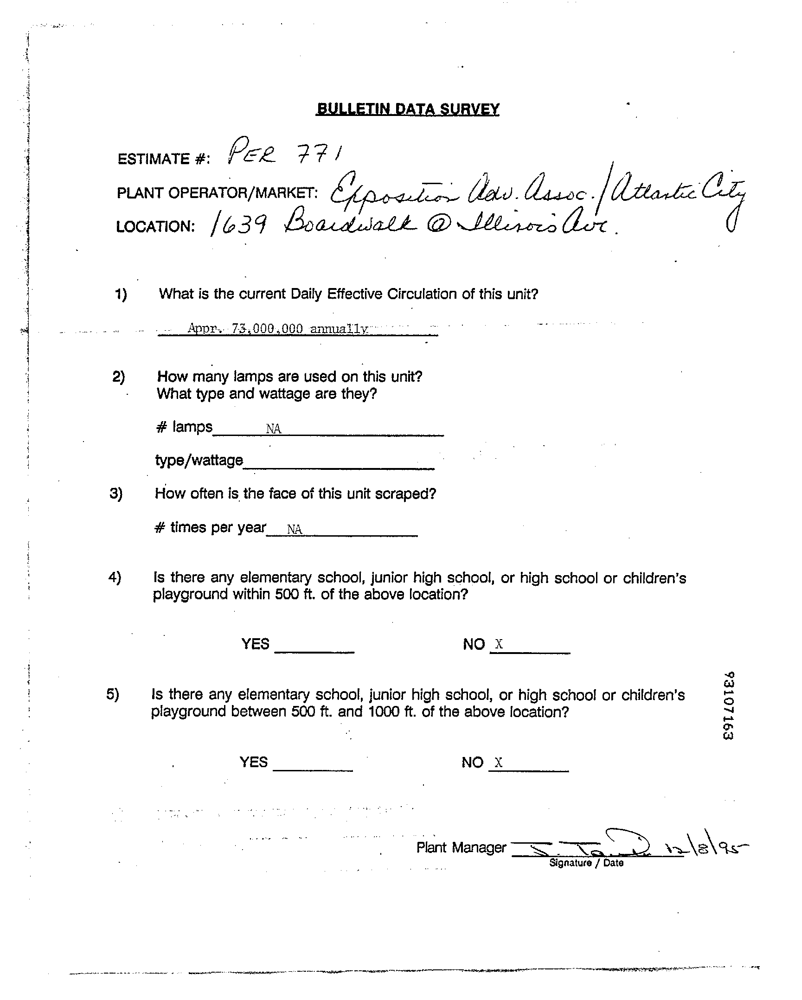 BULLETIN DATA SURVEY
ESTIMATE #: PER 771
PLANT OPERATOR/MARKET: Exposition Adv. Assoc. / Atlantic City
LOCATION: 1639 Boardwalk @ Illinois Ave.
1) What is the current Daily Effective Circulation of this unit?
Appr. 73,000,000 annually
2) How many lamps are used on this unit?
What type and wattage are they?
# lamps NA
type/wattage
3) How often is the face of this unit scraped?
# times per year NA
4) Is there any elementary school, junior high school, or high school or children's
playground within 500 ft. of the above location?
YES NO X
5) Is there any elementary school, junior high school, or high school or children's
playground between 500 ft. and 1000 ft. of the above location?
YES NO X
93107163
Plant Manager 12/8/95
Signature / Date